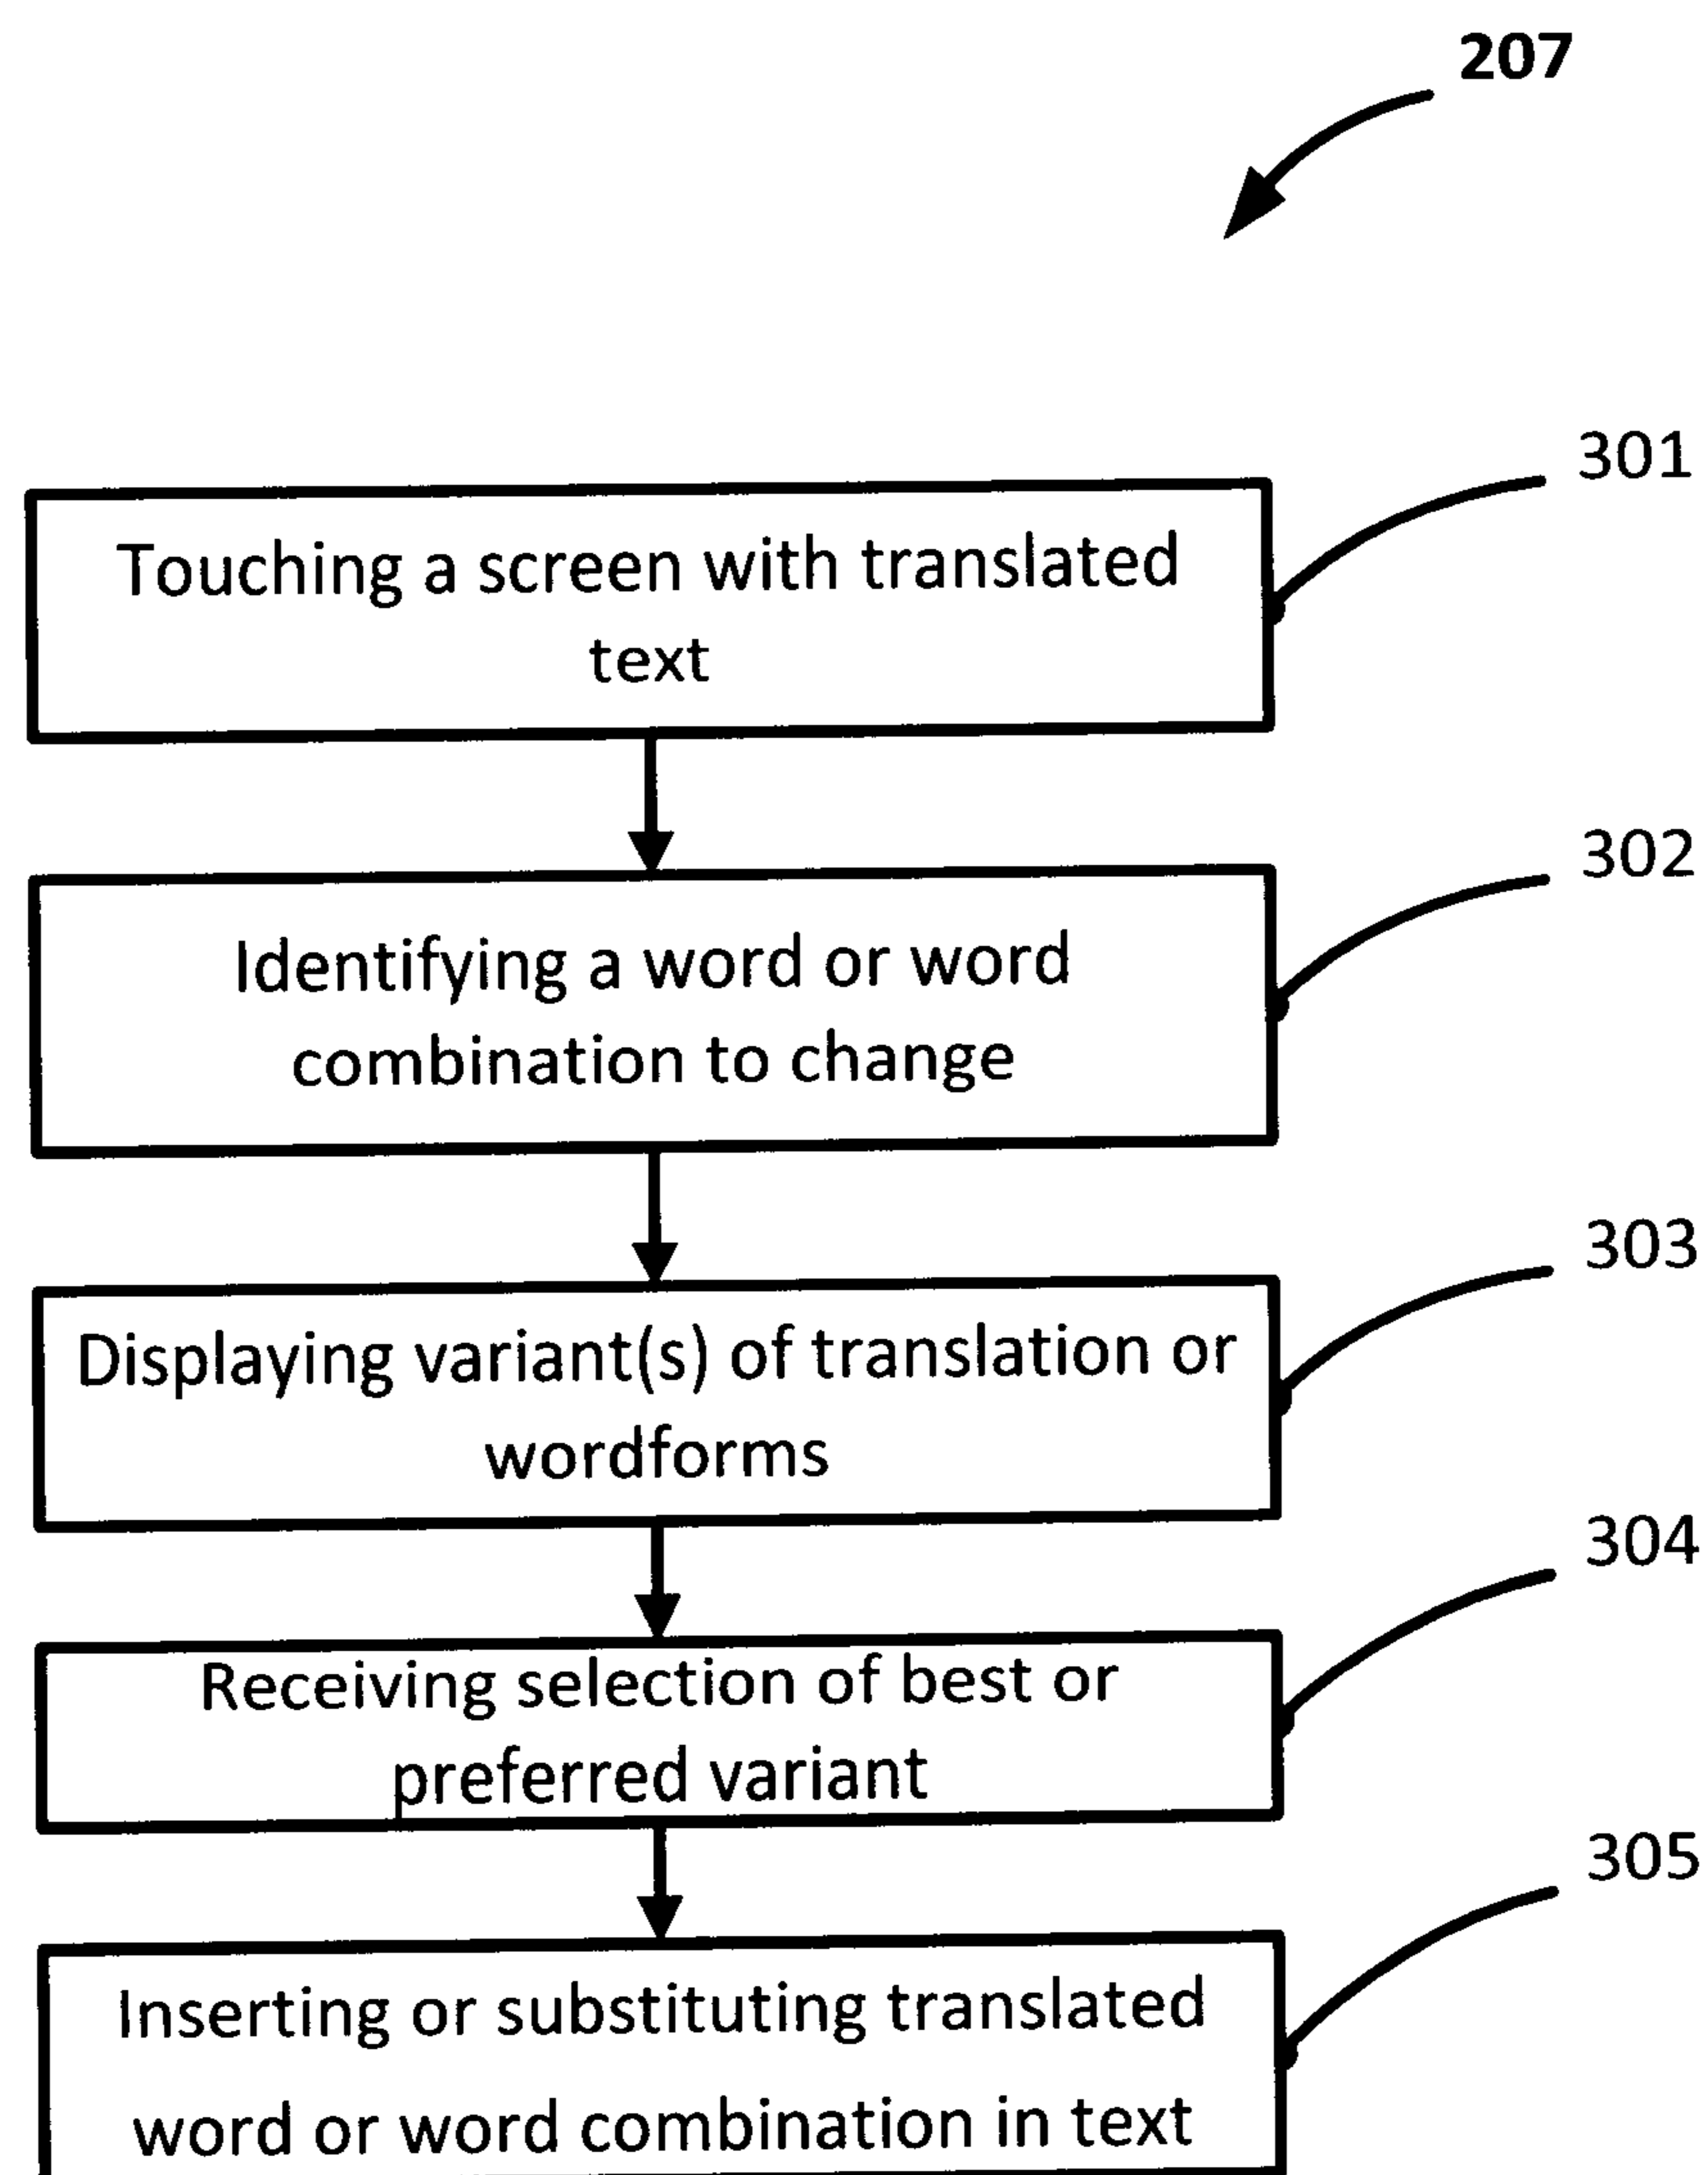 207
301
Touching a screen with translated
text
302
Identifying a word or word
combination to change
303
Displaying variant(s) of translation or
wordforms
304
Receiving selection of best or
preferred variant
305
Inserting or substituting translated
word or word combination in text